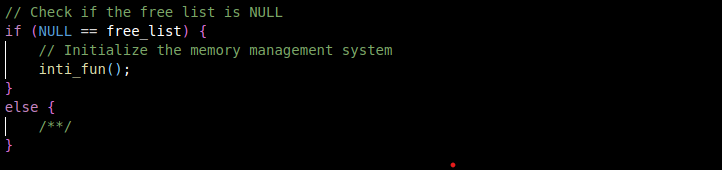 // Check if the free list is NULL
if (NULL == free_list) {
    // Initialize the memory management system
    inti_fun();
}
else {
    /**/
}